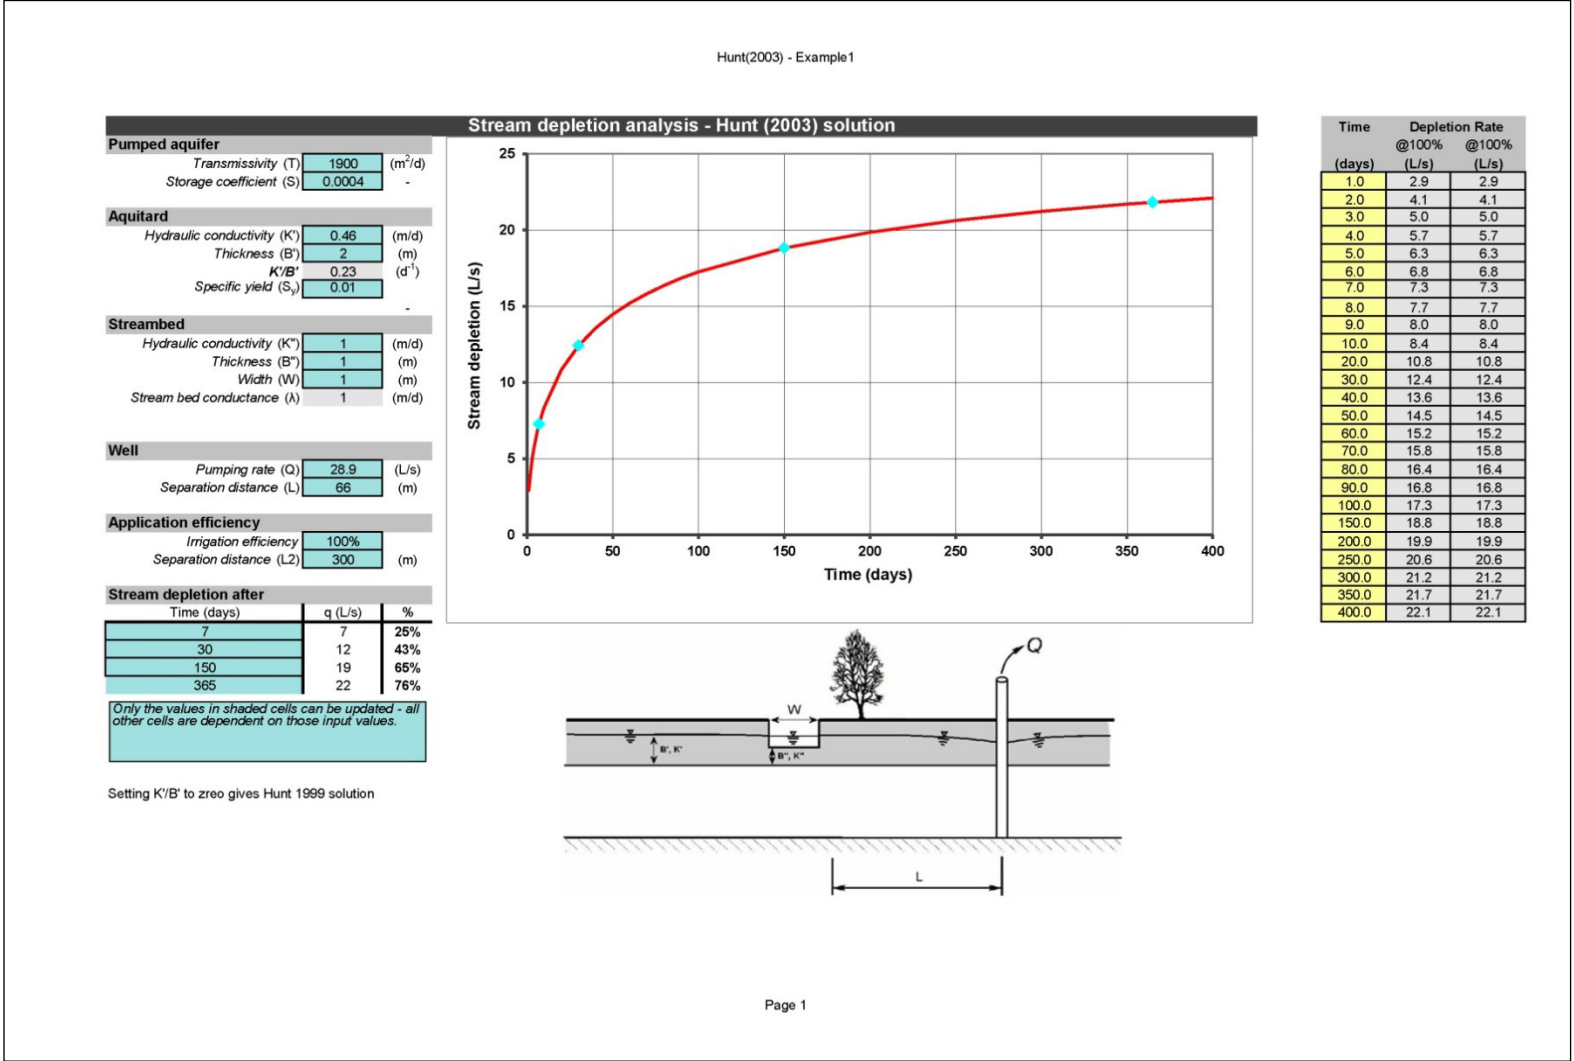 Hunt(2003) - Example1
Stream depletion analysis - Hunt (2003) solution
Pumped aquifer
Transmissivity (T) 1900 (m²/d)
Storage coefficient (S) 0.0004 -
Aquitard
Hydraulic conductivity (K') 0.46 (m/d)
Thickness (B') 2 (m)
K'/B' 0.23 (d⁻¹)
Specific yield (Sy) 0.01
-
Streambed
Hydraulic conductivity (K") 1 (m/d)
Thickness (B") 1 (m)
Width (W) 1 (m)
Stream bed conductance (λ) 1 (m/d)
Well
Pumping rate (Q) 28.9 (L/s)
Separation distance (L) 66 (m)
Application efficiency
Irrigation efficiency 100%
Separation distance (L2) 300 (m)
Stream depletion after
Time (days) q (L/s) %
7 7 25%
30 12 43%
150 19 65%
365 22 76%
Only the values in shaded cells can be updated - all
other cells are dependent on those input values.
Setting K'/B' to zreo gives Hunt 1999 solution
Stream depletion (L/s)
25
20
15
10
5
0
0 50 100 150 200 250 300 350 400
Time (days)
Q
W
B', K'
B", K"
L
Time Depletion Rate
@100% @100%
(days) (L/s) (L/s)
1.0 2.9 2.9
2.0 4.1 4.1
3.0 5.0 5.0
4.0 5.7 5.7
5.0 6.3 6.3
6.0 6.8 6.8
7.0 7.3 7.3
8.0 7.7 7.7
9.0 8.0 8.0
10.0 8.4 8.4
20.0 10.8 10.8
30.0 12.4 12.4
40.0 13.6 13.6
50.0 14.5 14.5
60.0 15.2 15.2
70.0 15.8 15.8
80.0 16.4 16.4
90.0 16.8 16.8
100.0 17.3 17.3
150.0 18.8 18.8
200.0 19.9 19.9
250.0 20.6 20.6
300.0 21.2 21.2
350.0 21.7 21.7
400.0 22.1 22.1
Page 1